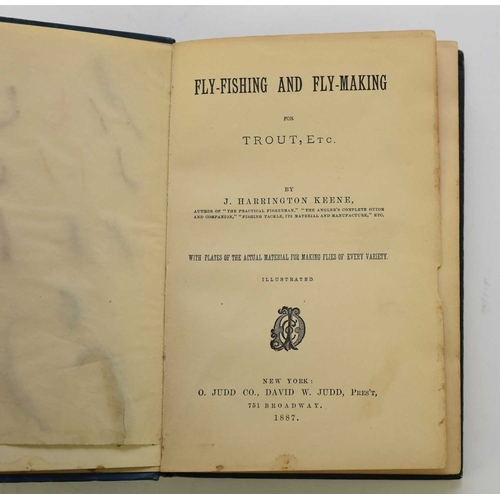 FLY-FISHING AND FLY-MAKING
FOR
TROUT, ETC.
BY
J. HARRINGTON KEENE,
AUTHOR OF "THE PRACTICAL FISHERMAN," "THE ANGLER'S COMPLETE GUIDE
AND COMPANION," "FISHING TACKLE, ITS MATERIAL AND MANUFACTURE," ETC.
WITH PLATES OF THE ACTUAL MATERIAL FOR MAKING FLIES OF EVERY VARIETY.
ILLUSTRATED
NEW YORK:
O. JUDD CO., DAVID W. JUDD, PRES'T,
751 BROADWAY.
1887.